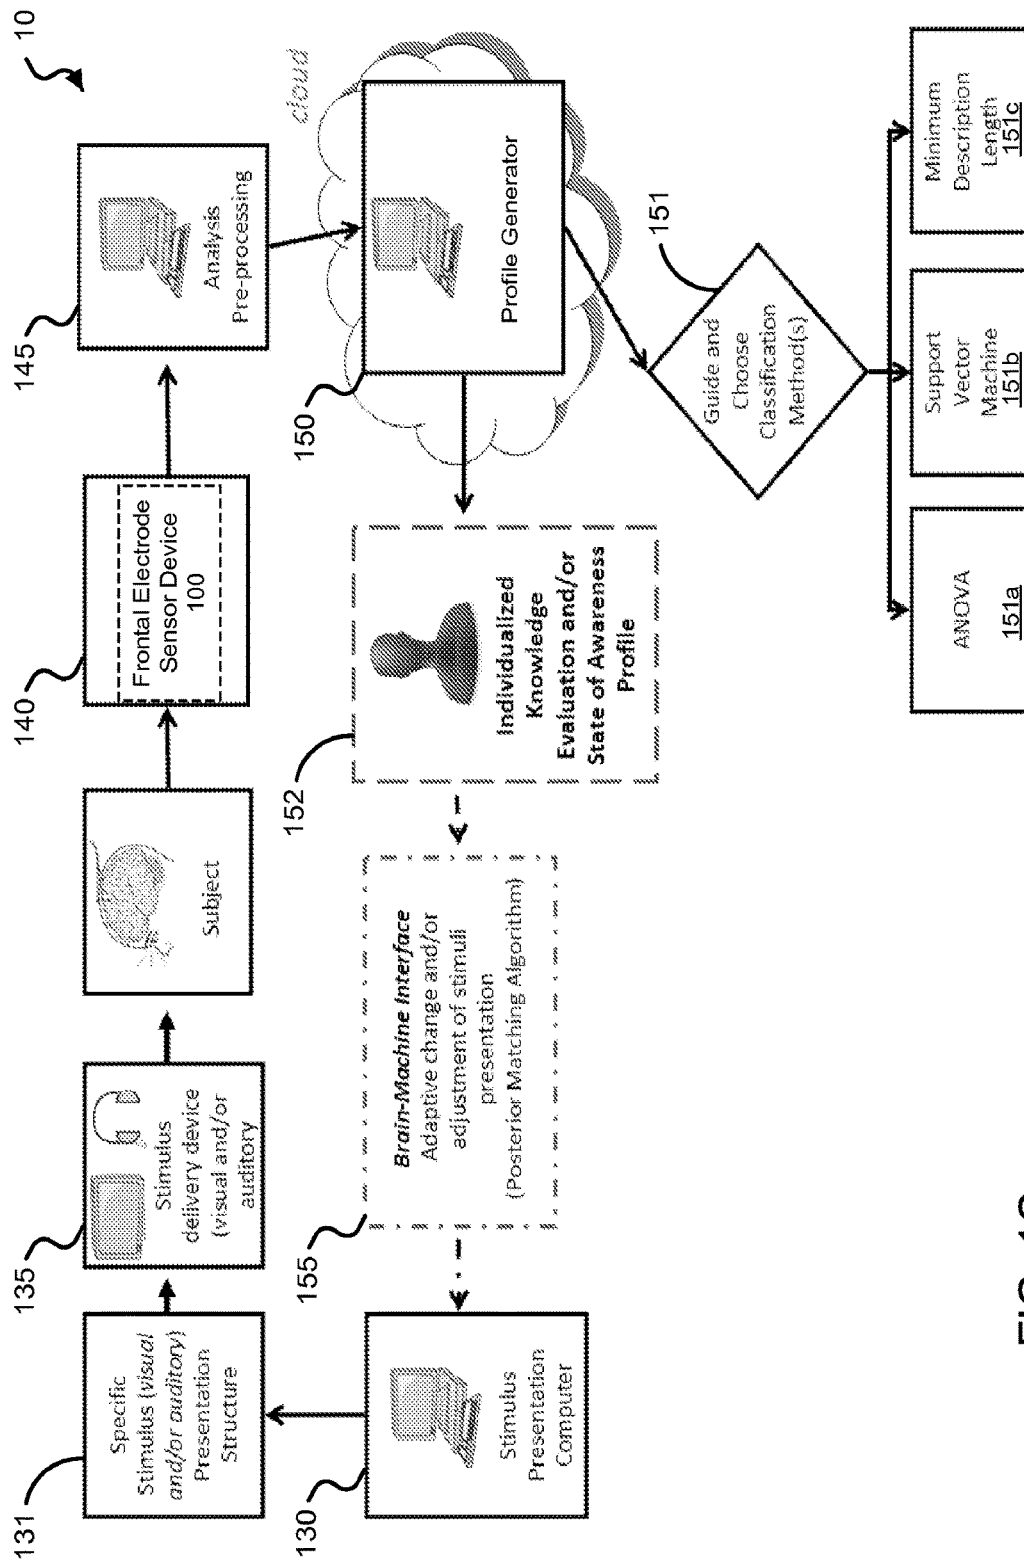 10
131
Specific
Stimulus (visual
and/or auditory)
Presentation
Structure
135
Stimulus
delivery device
(visual and/or
auditory
Subject
140
Frontal Electrode
Sensor Device
100
145
Analysis
Pre-processing
130
Stimulus
Presentation
Computer
155
Brain-Machine Interface
Adaptive change and/or
adjustment of stimuli
presentation
(Posterior Matching Algorithm)
152
Individualized
Knowledge
Evaluation and/or
State of Awareness
Profile
150
cloud
Profile Generator
151
Guide and
Choose
Classification
Method(s)
ANOVA
151a
Support
Vector
Machine
151b
Minimum
Description
Length
151c